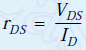 r_DS = V_DS / I_D